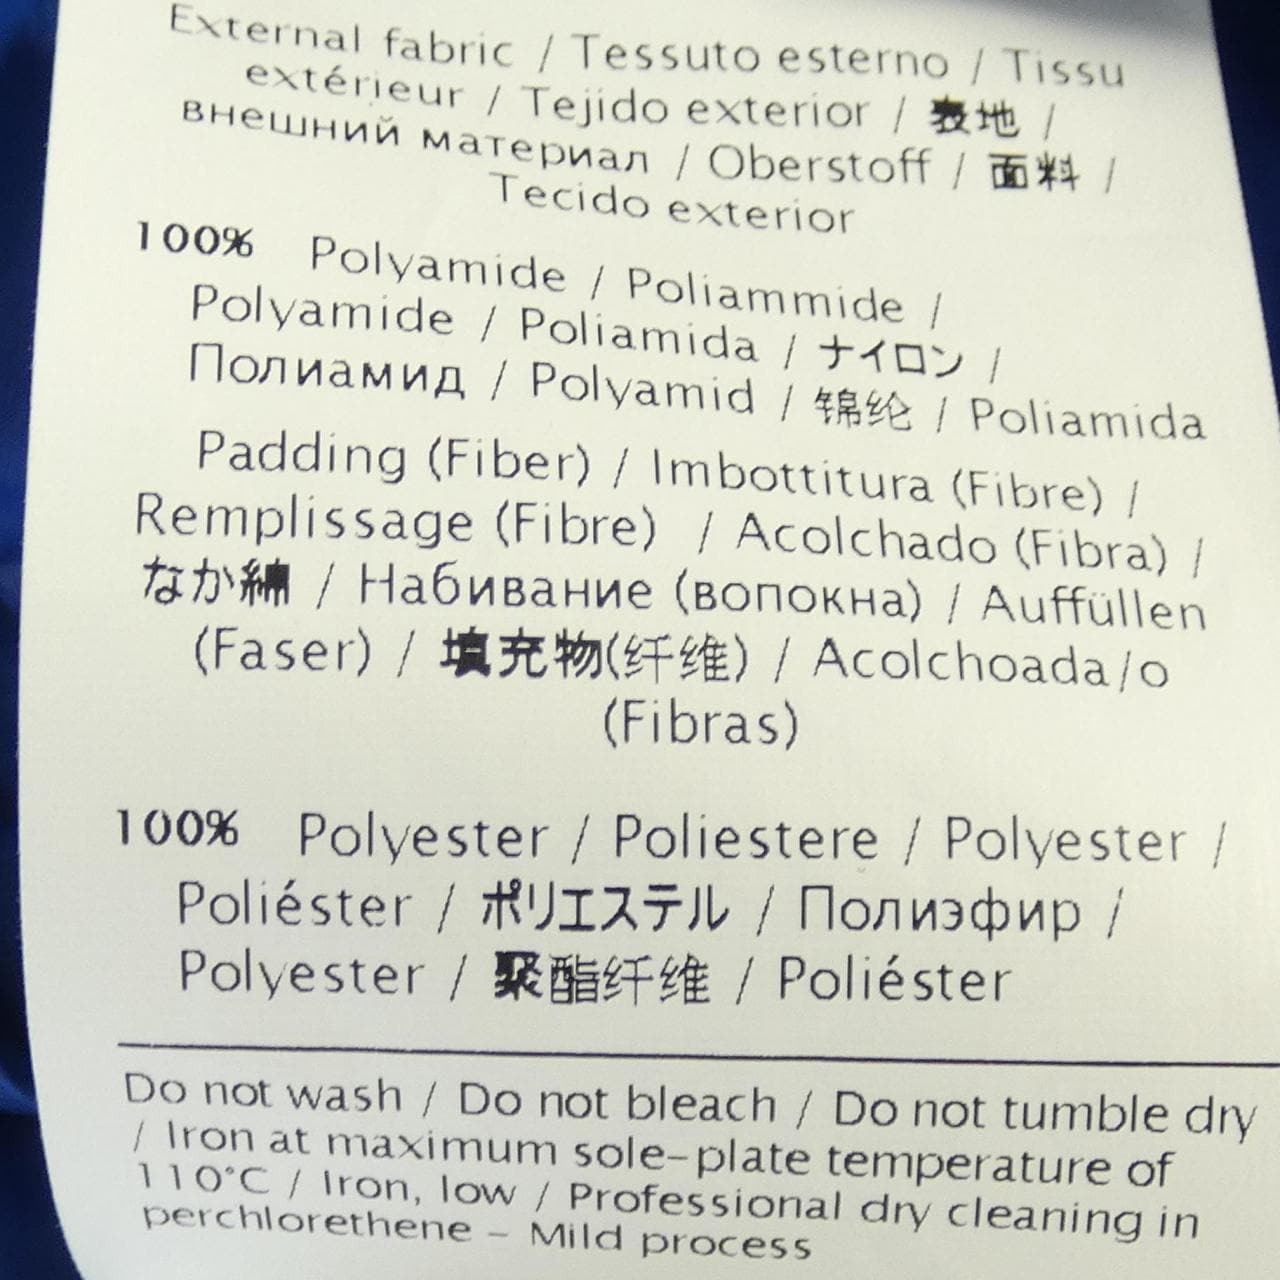 External fabric / Tessuto esterno / Tissu
extérieur / Tejido exterior / 表地 /
внешний материал / Oberstoff / 面料 /
Tecido exterior
100% Polyamide / Poliammide /
Polyamide / Poliamida / ナイロン /
Полиамид / Polyamid / 锦纶 / Poliamida
Padding (Fiber) / Imbottitura (Fibre) /
Remplissage (Fibre) / Acolchado (Fibra) /
なか綿 / Набивание (волокна) / Auffüllen
(Faser) / 填充物(纤维) / Acolchoada/o
(Fibras)
100% Polyester / Poliestere / Polyester /
Poliéster / ポリエステル / Полиэфир /
Polyester / 聚酯纤维 / Poliéster
Do not wash / Do not bleach / Do not tumble dry
/ Iron at maximum sole-plate temperature of
110°C / Iron, low / Professional dry cleaning in
perchlorethene - Mild process